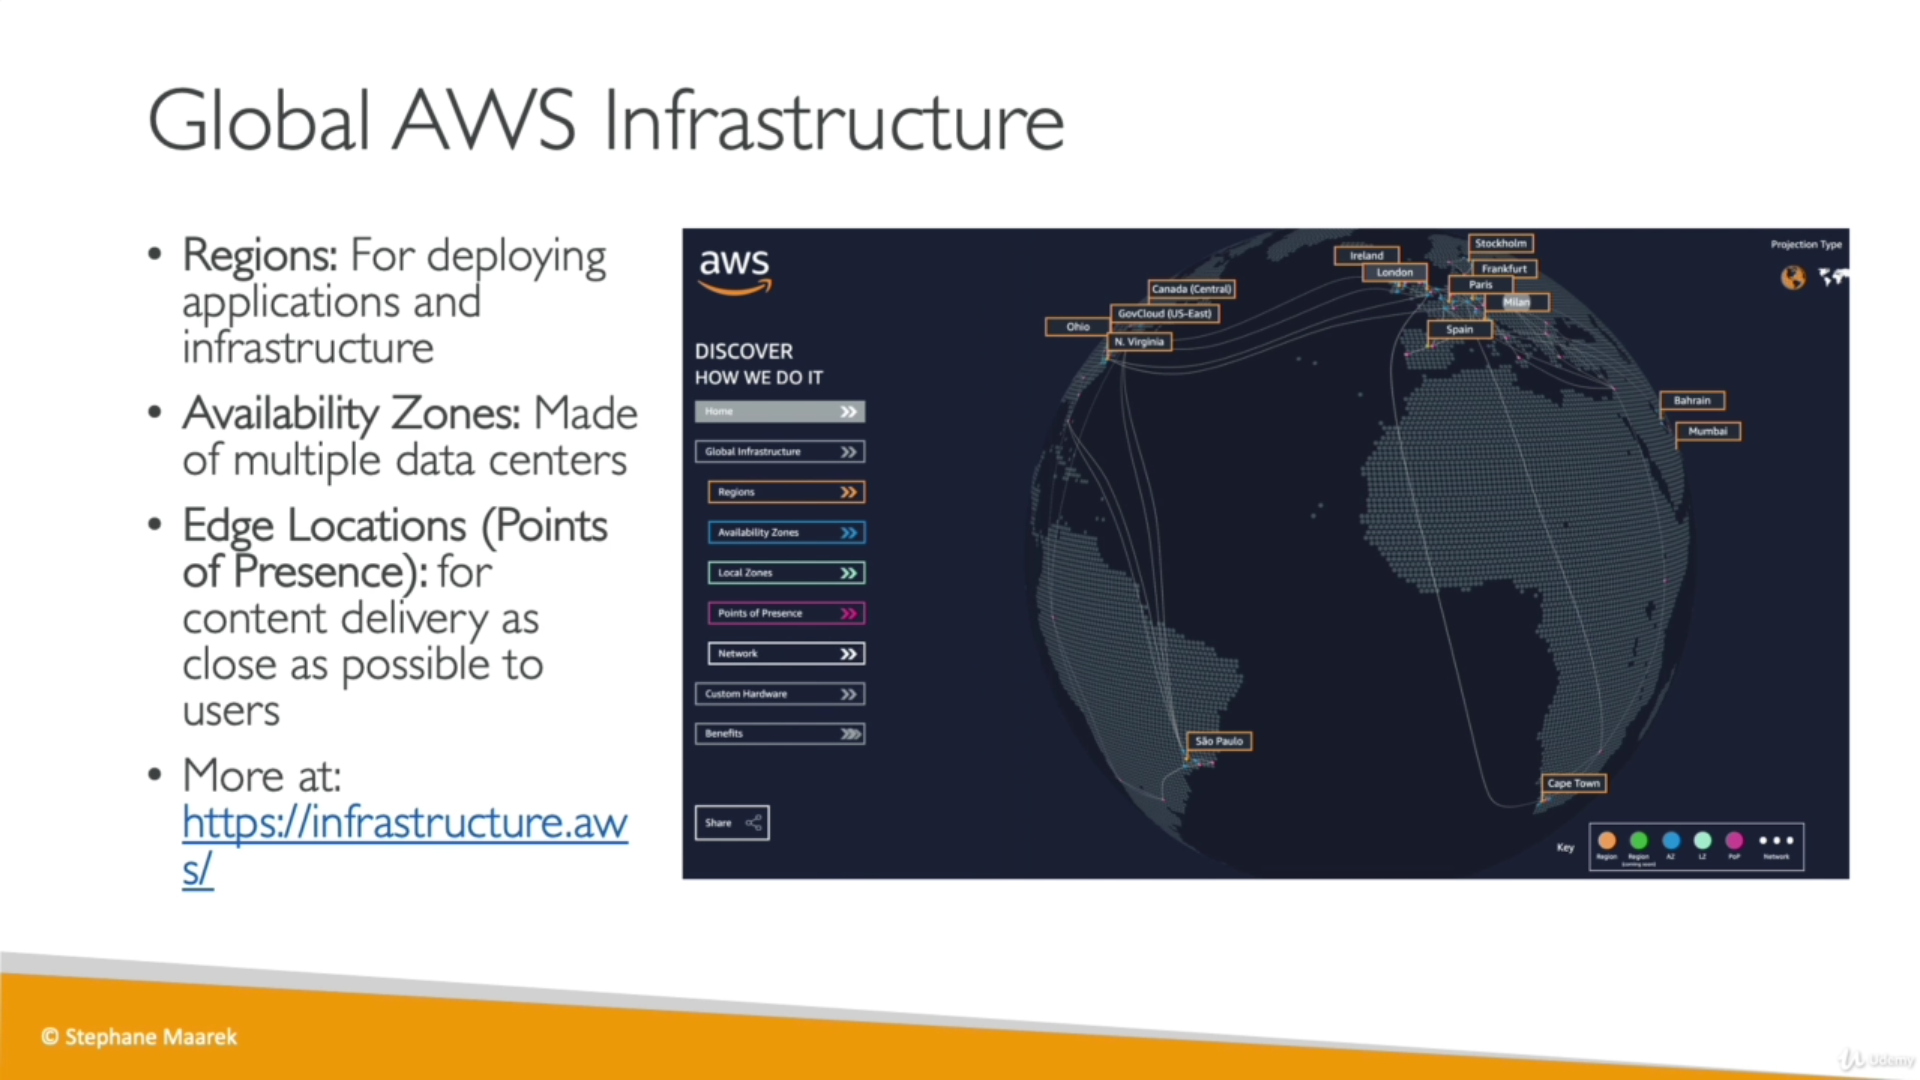 Global AWS Infrastructure
• Regions: For deploying
applications and
infrastructure
• Availability Zones: Made
of multiple data centers
• Edge Locations (Points
of Presence): for
content delivery as
close as possible to
users
• More at:
https://infrastructure.aw
s/
aws
DISCOVER
HOW WE DO IT
Home
Global Infrastructure
Regions
Availability Zones
Local Zones
Points of Presence
Network
Custom Hardware
Benefits
Share
Projection Type
Stockholm
Ireland
Frankfurt
London
Paris
Canada (Central)
Milan
GovCloud (US-East)
Ohio
Spain
N. Virginia
Bahrain
Mumbai
São Paulo
Cape Town
Key
Region
Region
(coming soon)
AZ
LZ
PoP
Network
© Stephane Maarek
Udemy